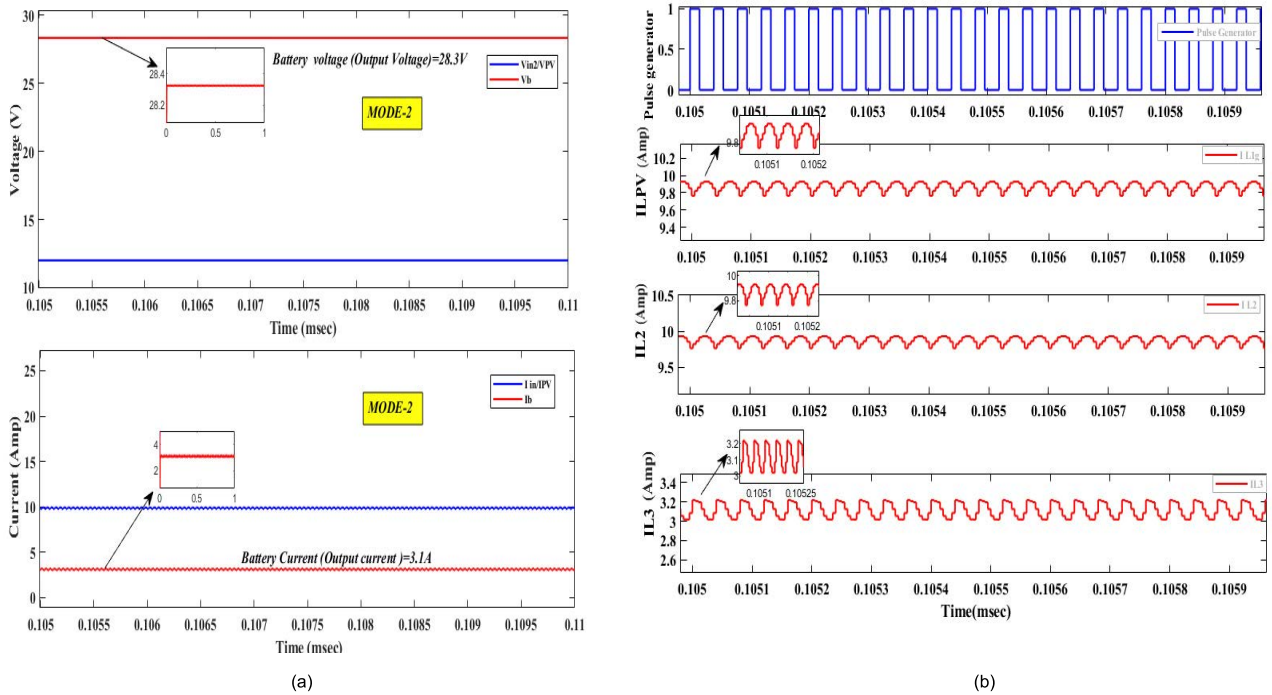 30
25
20
15
10
Voltage (V)
28.4
28.2
0
1
Battery voltage (Output Voltage)=28.3V
Vin2/VPV
Vb
MODE-2
0.105 0.1055 0.106 0.1065 0.107 0.1075 0.108 0.1085 0.109 0.1095 0.11
Time (msec)
25
20
15
10
5
0
Current (Amp)
I in/IPV
Ib
MODE-2
4
2
0 0.5 1
Battery Current (Output current )=3.1A
0.105 0.1055 0.106 0.1065 0.107 0.1075 0.108 0.1085 0.109 0.1095 0.11
Time (msec)
(a)
Pulse generator
1
0.5
0
Pulse Generator
0.105 0.1051 0.1052 0.1053 0.1054 0.1055 0.1056 0.1057 0.1058 0.1059
ILPV (Amp)
10.2
10
9.8
9.6
9.4
9.8
0.1051 0.1052
I L1g
0.105 0.1051 0.1052 0.1053 0.1054 0.1055 0.1056 0.1057 0.1058 0.1059
IL2 (Amp)
10.5
10
9.5
10
9.8
0.1051 0.1052
I L2
0.105 0.1051 0.1052 0.1053 0.1054 0.1055 0.1056 0.1057 0.1058 0.1059
IL3 (Amp)
3.4
3.2
3
2.8
2.6
3.2
3.1
3
0.1051 0.10525
IL3
0.105 0.1051 0.1052 0.1053 0.1054 0.1055 0.1056 0.1057 0.1058 0.1059
Time(msec)
(b)